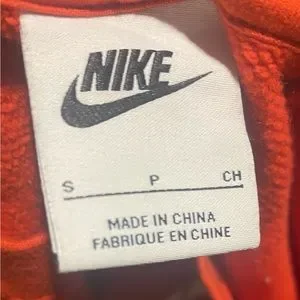 NIKE
S P CH
MADE IN CHINA
FABRIQUE EN CHINE